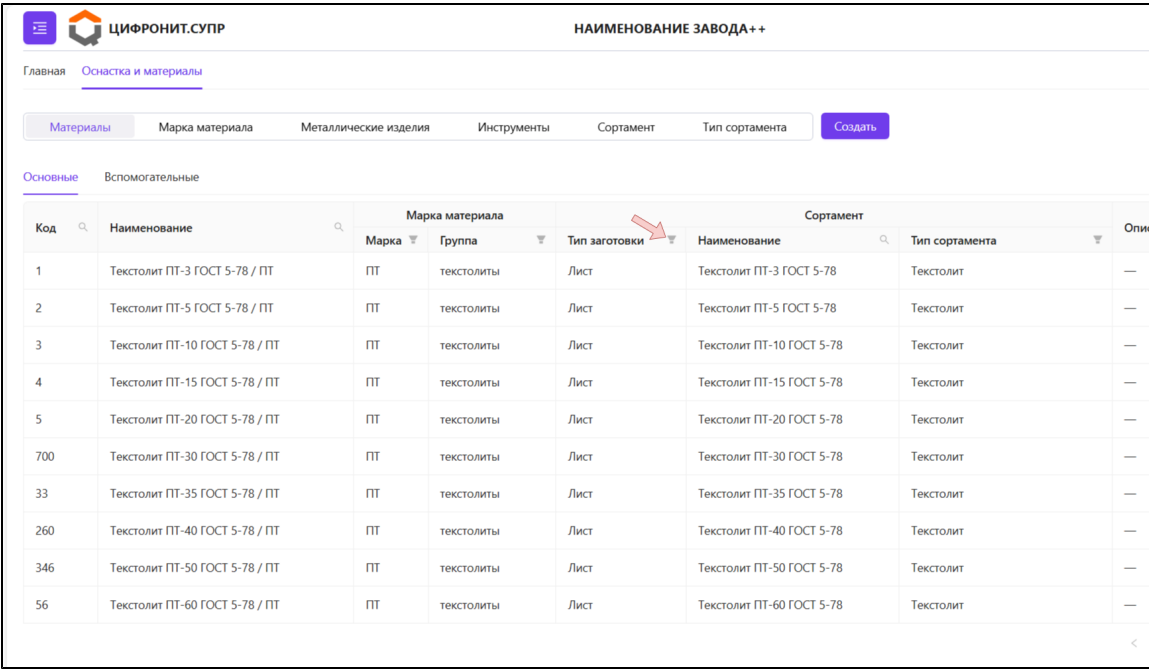 ЦИФРОНИТ.СУПР НАИМЕНОВАНИЕ ЗАВОДА++
Главная Оснастка и материалы
Материалы Марка материала Металлические изделия Инструменты Сортамент Тип сортамента Создать
Основные Вспомогательные
Марка материала Сортамент
Код Наименование Опис
Марка Группа Тип заготовки Наименование Тип сортамента
1 Текстолит ПТ-3 ГОСТ 5-78 / ПТ ПТ текстолиты Лист Текстолит ПТ-3 ГОСТ 5-78 Текстолит —
2 Текстолит ПТ-5 ГОСТ 5-78 / ПТ ПТ текстолиты Лист Текстолит ПТ-5 ГОСТ 5-78 Текстолит —
3 Текстолит ПТ-10 ГОСТ 5-78 / ПТ ПТ текстолиты Лист Текстолит ПТ-10 ГОСТ 5-78 Текстолит —
4 Текстолит ПТ-15 ГОСТ 5-78 / ПТ ПТ текстолиты Лист Текстолит ПТ-15 ГОСТ 5-78 Текстолит —
5 Текстолит ПТ-20 ГОСТ 5-78 / ПТ ПТ текстолиты Лист Текстолит ПТ-20 ГОСТ 5-78 Текстолит —
700 Текстолит ПТ-30 ГОСТ 5-78 / ПТ ПТ текстолиты Лист Текстолит ПТ-30 ГОСТ 5-78 Текстолит —
33 Текстолит ПТ-35 ГОСТ 5-78 / ПТ ПТ текстолиты Лист Текстолит ПТ-35 ГОСТ 5-78 Текстолит —
260 Текстолит ПТ-40 ГОСТ 5-78 / ПТ ПТ текстолиты Лист Текстолит ПТ-40 ГОСТ 5-78 Текстолит —
346 Текстолит ПТ-50 ГОСТ 5-78 / ПТ ПТ текстолиты Лист Текстолит ПТ-50 ГОСТ 5-78 Текстолит —
56 Текстолит ПТ-60 ГОСТ 5-78 / ПТ ПТ текстолиты Лист Текстолит ПТ-60 ГОСТ 5-78 Текстолит —